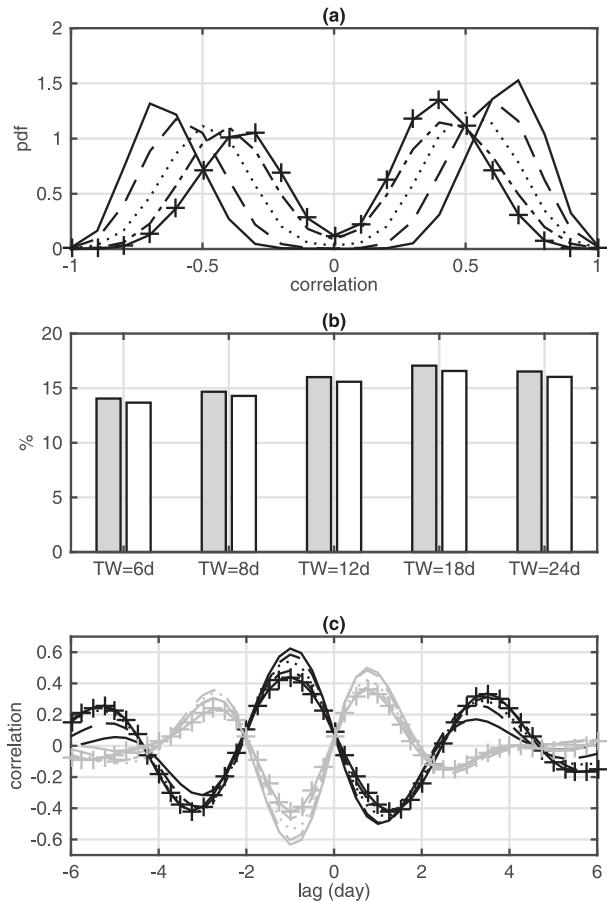 (a)
2
1.5
1
0.5
0
pdf
-1 -0.5 0 0.5 1
correlation
(b)
20
15
10
5
0
%
TW=6d TW=8d TW=12d TW=18d TW=24d
(c)
0.6
0.4
0.2
0
-0.2
-0.4
-0.6
correlation
-6 -4 -2 0 2 4 6
lag (day)